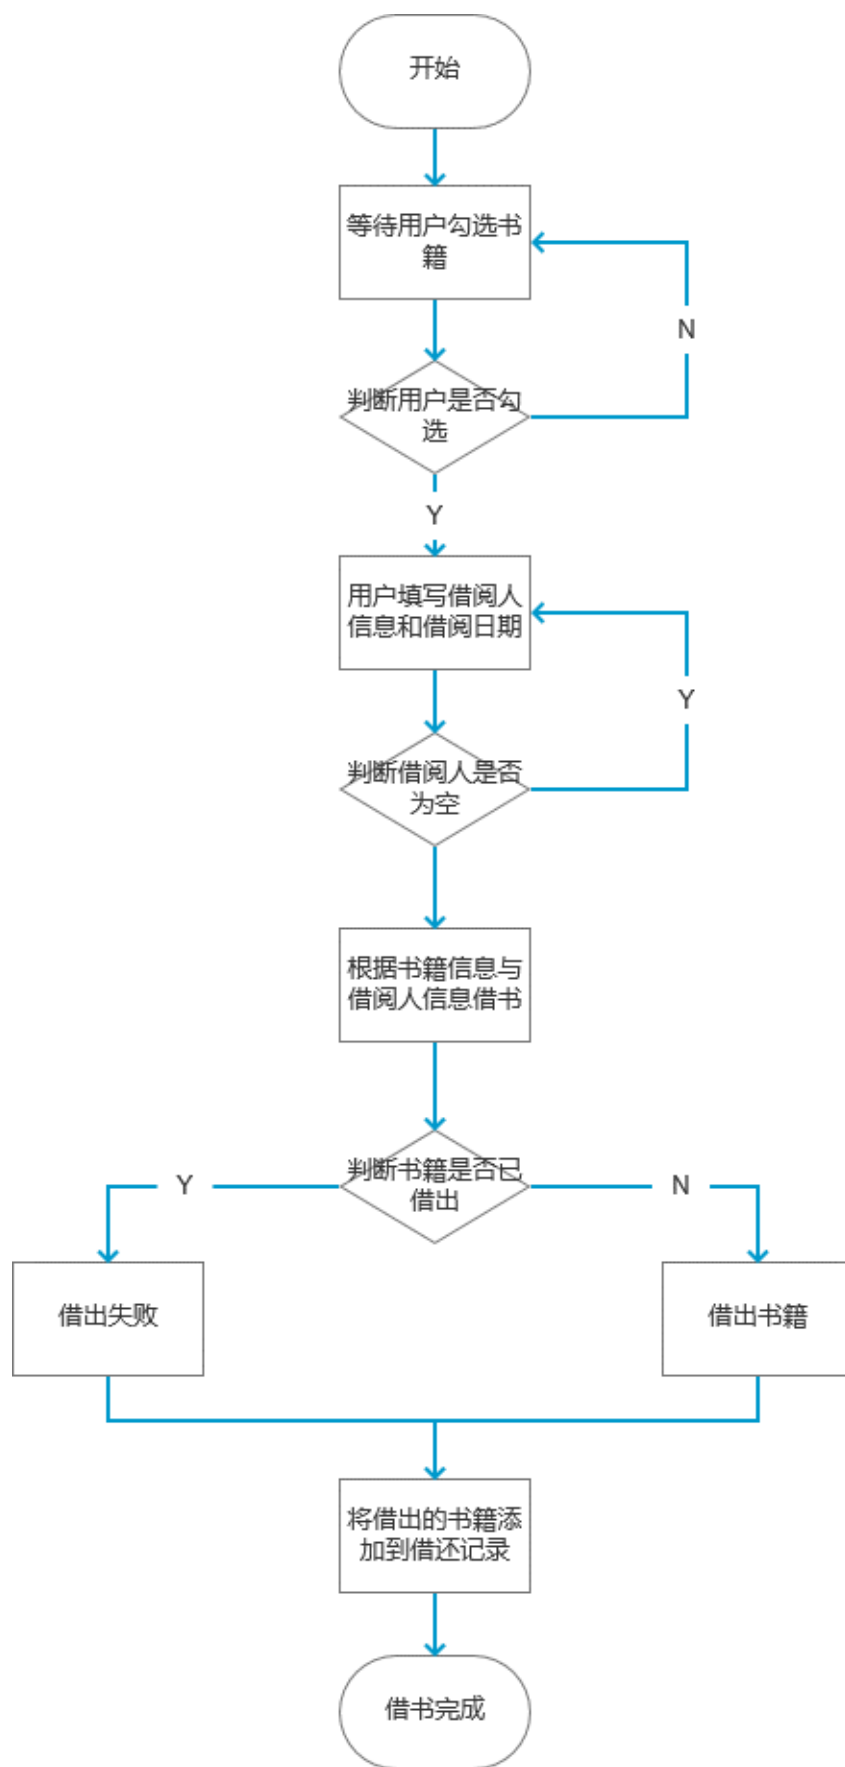 开始
等待用户勾选书
籍
N
判断用户是否勾
选
Y
用户填写借阅人
信息和借阅日期
Y
判断借阅人是否
为空
根据书籍信息与
借阅人信息借书
判断书籍是否已
借出
Y
N
借出失败
借出书籍
将借出的书籍添
加到借还记录
借书完成